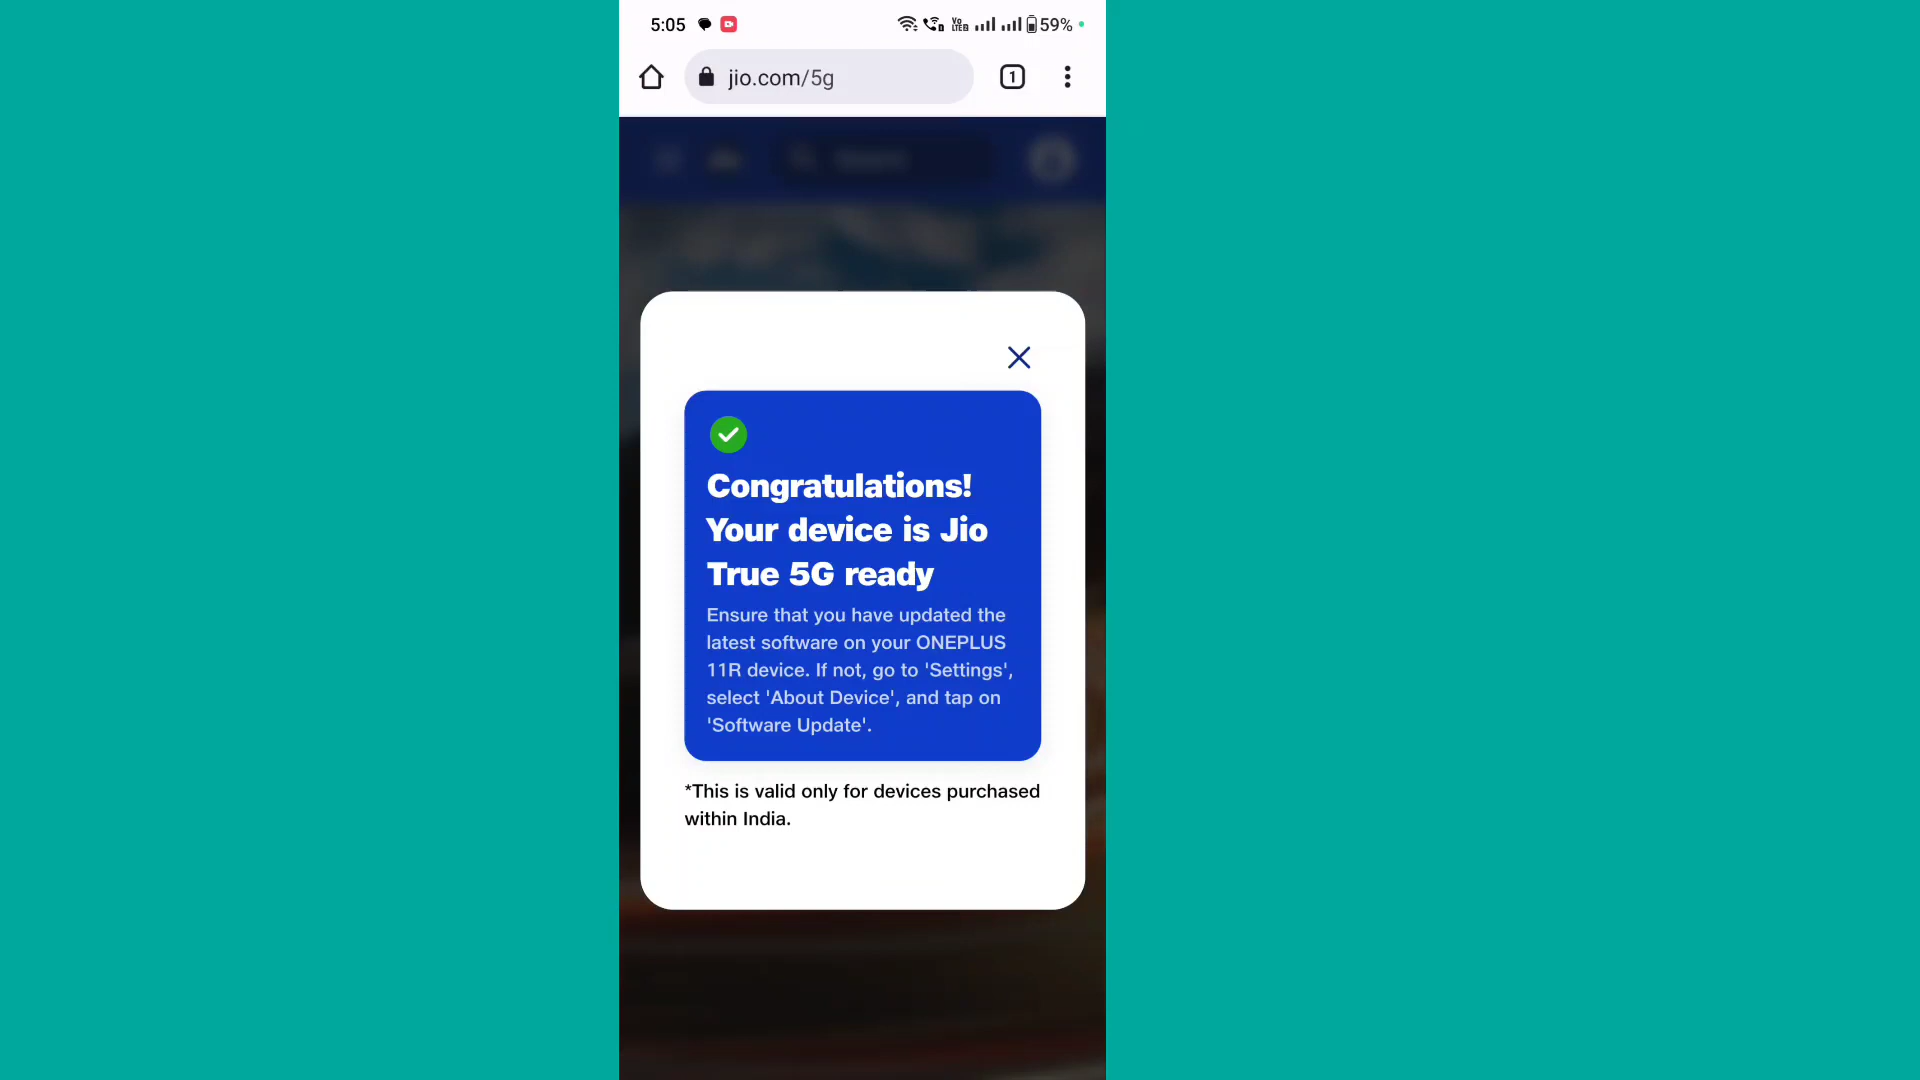 5:05
Vo LTE2
59%
jio.com/5g
1
Congratulations!
Your device is Jio
True 5G ready
Ensure that you have updated the
latest software on your ONEPLUS
11R device. If not, go to 'Settings',
select 'About Device', and tap on
'Software Update'.
*This is valid only for devices purchased
within India.